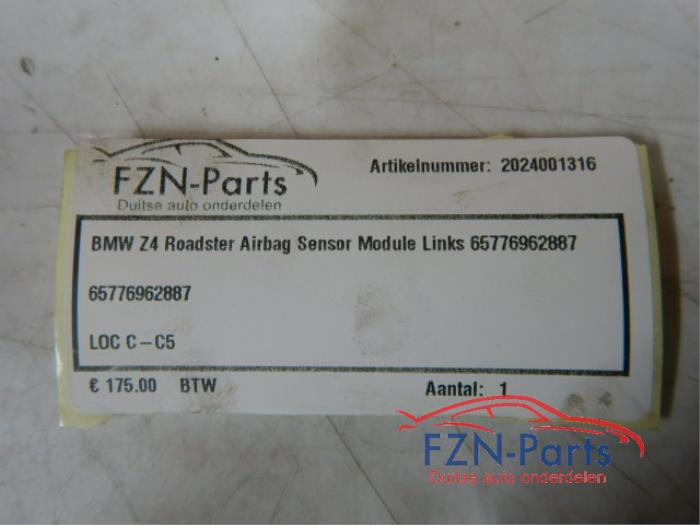 FZN-Parts
Duitse auto onderdelen
Artikelnummer: 2024001316
BMW Z4 Roadster Airbag Sensor Module Links 65776962887
65776962887
LOC C-C5
€ 175.00 BTW
Aantal: 1
FZN-Parts
Duitse auto onderdelen